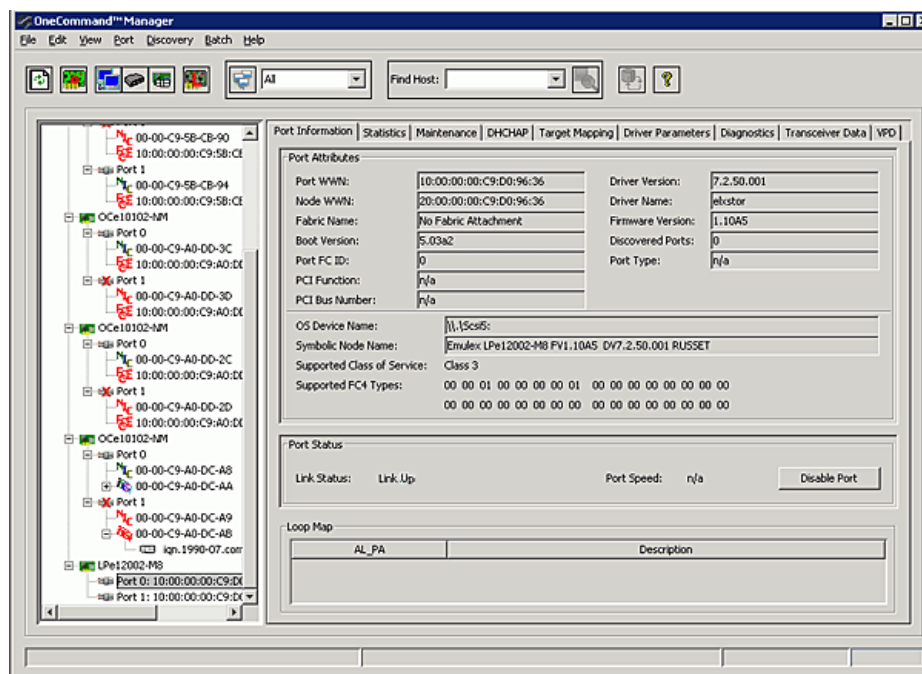 OneCommand™ Manager
File Edit View Port Discovery Batch Help
All Find Host:
00-00-C9-5B-CB-90
10:00:00:00:C9:5B:CB
Port 1
00-00-C9-5B-CB-94
10:00:00:00:C9:5B:CB
OCe10102-NM
Port 0
00-00-C9-A0-DD-3C
10:00:00:00:C9:A0:DD
Port 1
00-00-C9-A0-DD-3D
10:00:00:00:C9:A0:DD
OCe10102-NM
Port 0
00-00-C9-A0-DD-2C
10:00:00:00:C9:A0:DD
Port 1
00-00-C9-A0-DD-2D
10:00:00:00:C9:A0:DD
OCe10102-NM
Port 0
00-00-C9-A0-DC-A8
00-00-C9-A0-DC-AA
Port 1
00-00-C9-A0-DC-A9
00-00-C9-A0-DC-AB
iqn.1990-07.com
LPe12002-M8
Port 0: 10:00:00:00:C9:D0
Port 1: 10:00:00:00:C9:D0
Port Information Statistics Maintenance DHCHAP Target Mapping Driver Parameters Diagnostics Transceiver Data VPD
Port Attributes
Port WWN: 10:00:00:00:C9:D0:96:36 Driver Version: 7.2.50.001
Node WWN: 20:00:00:00:C9:D0:96:36 Driver Name: elxstor
Fabric Name: No Fabric Attachment Firmware Version: 1.10A5
Boot Version: 5.03a2 Discovered Ports: 0
Port FC ID: 0 Port Type: n/a
PCI Function: n/a
PCI Bus Number: n/a
OS Device Name: \\.\Scsi5:
Symbolic Node Name: Emulex LPe12002-M8 FV1.10A5 DV7.2.50.001 RUSSET
Supported Class of Service: Class 3
Supported FC4 Types: 00 00 01 00 00 00 00 01 00 00 00 00 00 00 00 00
00 00 00 00 00 00 00 00 00 00 00 00 00 00 00 00
Port Status
Link Status: Link Up Port Speed: n/a Disable Port
Loop Map
AL_PA Description